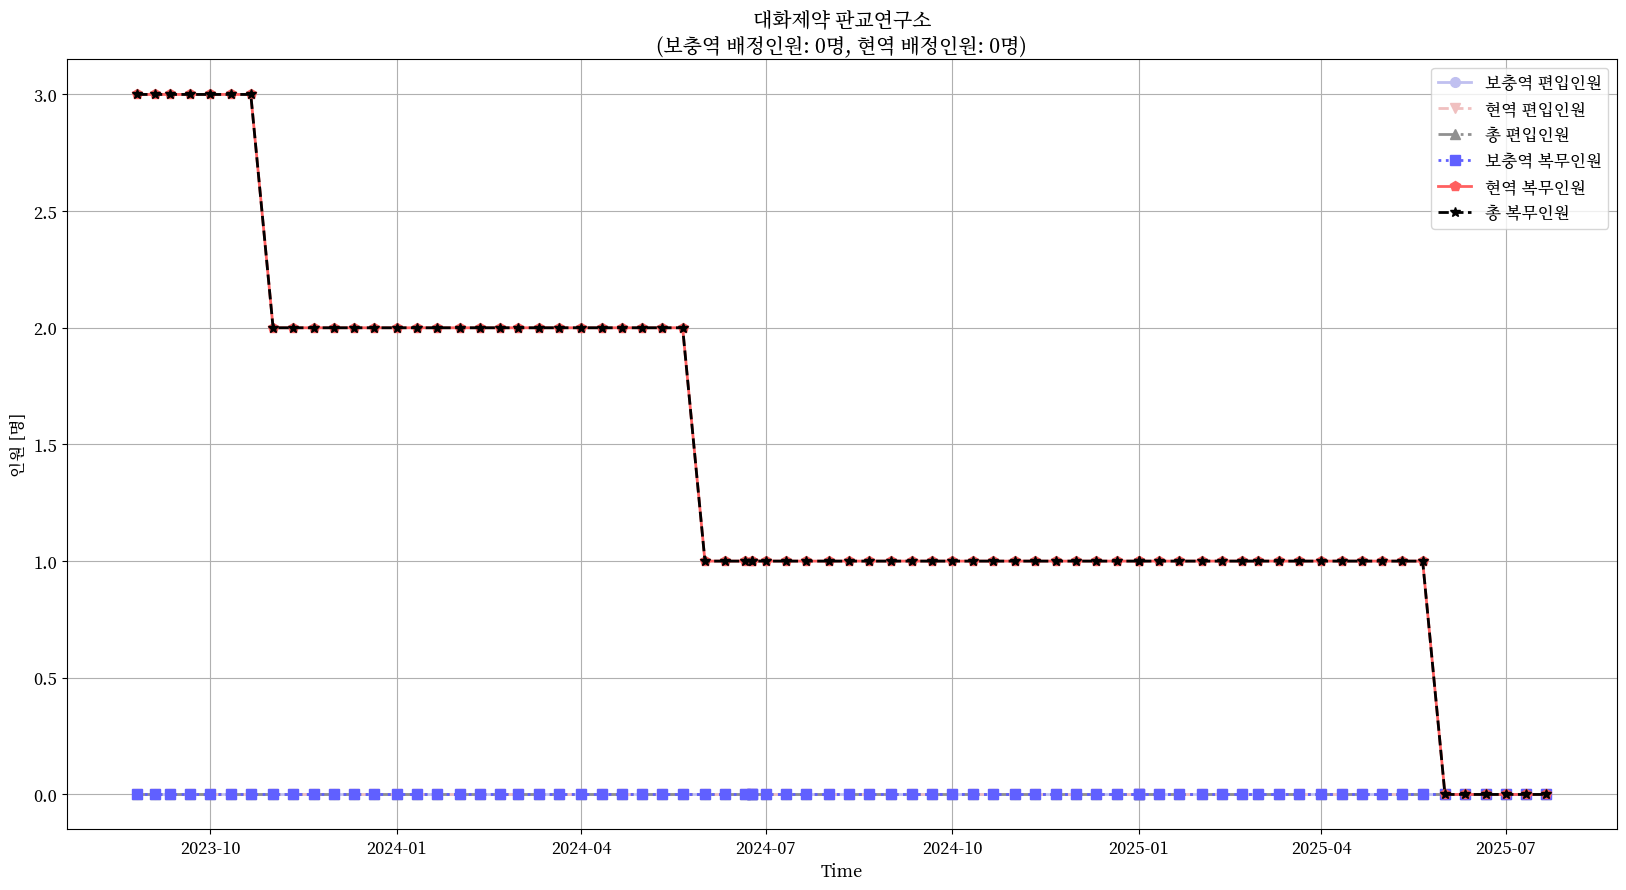 대화제약 판교연구소
(보충역 배정인원: 0명, 현역 배정인원: 0명)
보충역 편입인원
현역 편입인원
총 편입인원
보충역 복무인원
현역 복무인원
총 복무인원
3.0
2.5
2.0
1.5
1.0
0.5
0.0
인원 [명]
2023-10
2024-01
2024-04
2024-07
2024-10
2025-01
2025-04
2025-07
Time